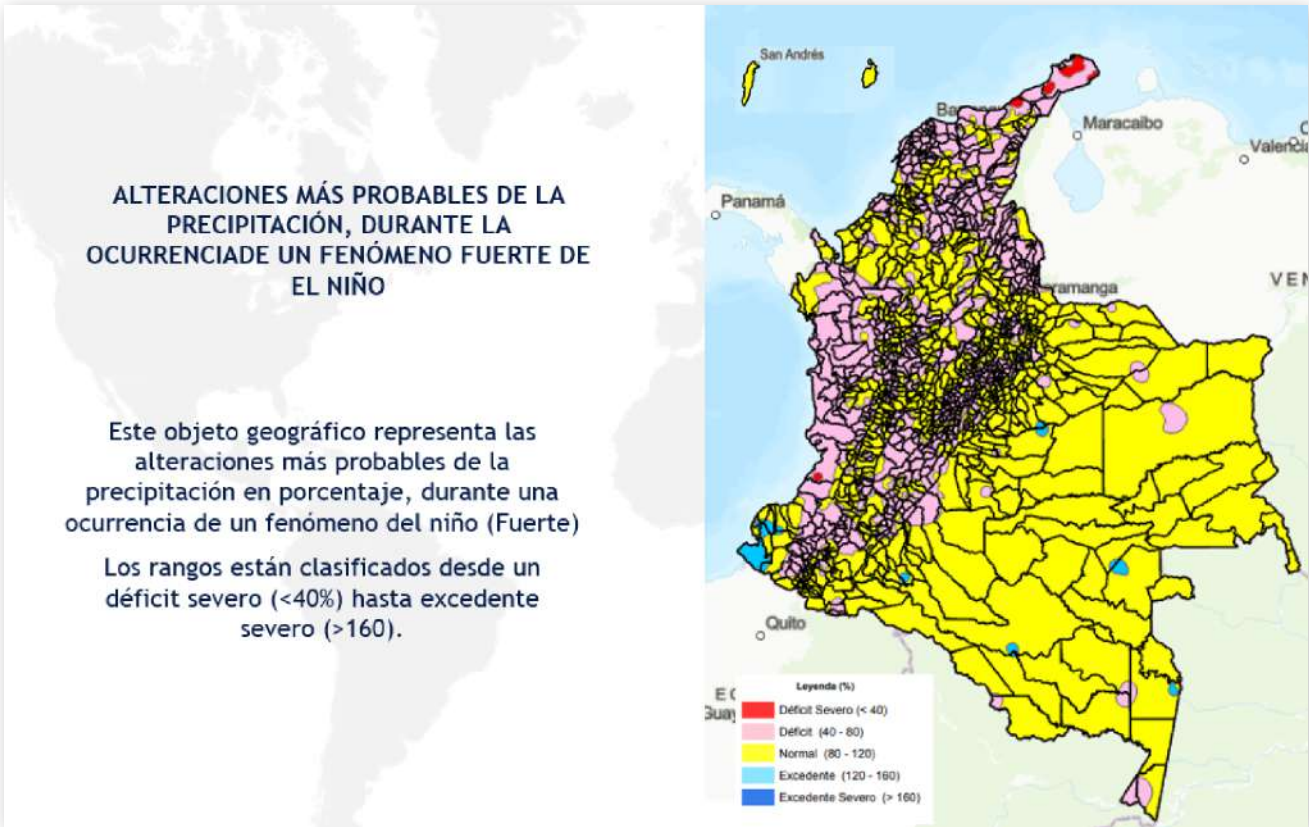 ALTERACIONES MÁS PROBABLES DE LA
PRECIPITACIÓN, DURANTE LA
OCURRENCIADE UN FENÓMENO FUERTE DE
EL NIÑO
Este objeto geográfico representa las
alteraciones más probables de la
precipitación en porcentaje, durante una
ocurrencia de un fenómeno del niño (Fuerte)
Los rangos están clasificados desde un
déficit severo (<40%) hasta excedente
severo (>160).
San Andrés
Maracaibo
Valencia
Panamá
aramanga
VEN
Quito
Guay
Leyenda (%)
Déficit Severo (< 40)
Déficit (40 - 80)
Normal (80 - 120)
Excedente (120 - 160)
Excedente Severo (> 160)